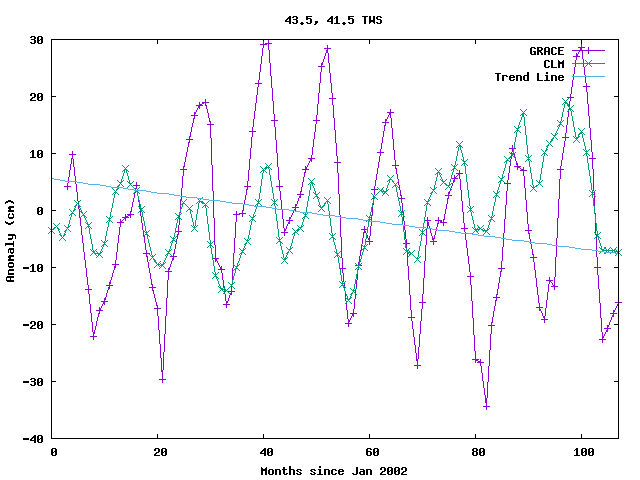 43.5, 41.5 TWS
GRACE
CLM
Trend Line
30
20
10
0
-10
-20
-30
-40
Anomaly (cm)
0 20 40 60 80 100
Months since Jan 2002